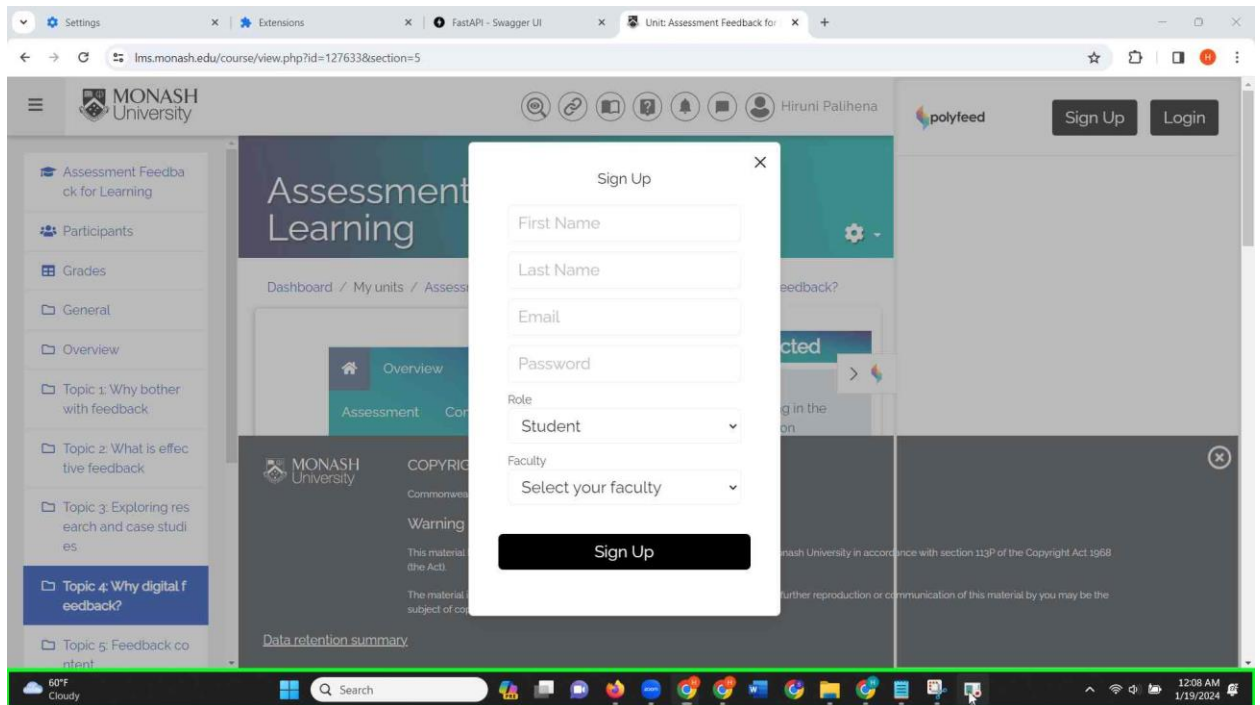 Settings
Extensions
FastAPI - Swagger UI
Unit: Assessment Feedback for
lms.monash.edu/course/view.php?id=127633&section=5
H
MONASH
University
Hiruni Palihena
polyfeed
Sign Up
Login
Assessment Feedba
ck for Learning
Participants
Grades
General
Overview
Topic 1: Why bother
with feedback
Topic 2: What is effec
tive feedback
Topic 3: Exploring res
earch and case studi
es
Topic 4: Why digital f
eedback?
Topic 5: Feedback co
ntent
Assessment
Learning
Dashboard / My units / Assess
eedback?
Overview
cted
Assessment
Cor
g in the
on
Sign Up
First Name
Last Name
Email
Password
Role
Student
Faculty
Select your faculty
Sign Up
MONASH
University
COPYRIG
Commonwea
Warning
This material
onash University in accordance with section 113P of the Copyright Act 1968
(the Act).
The material i
further reproduction or communication of this material by you may be the
subject of cop
Data retention summary
60°F
Cloudy
Search
12:08 AM
1/19/2024